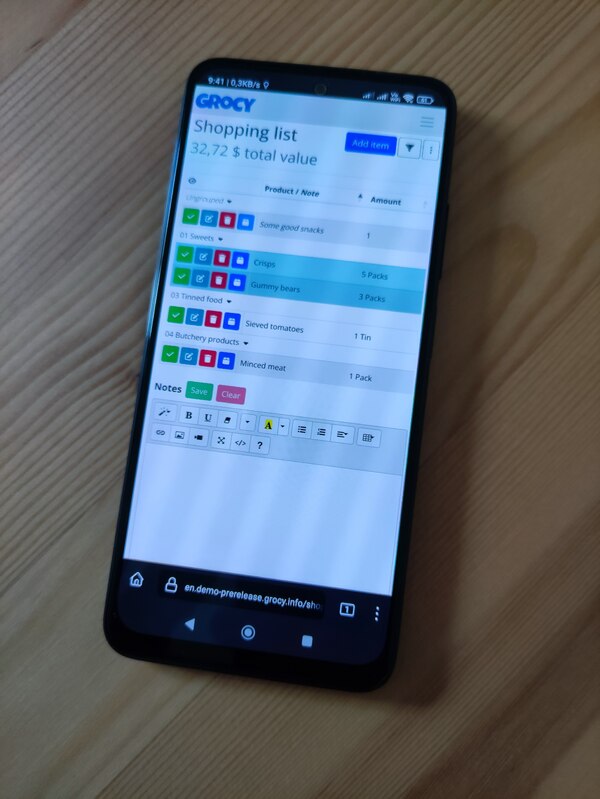 9:41 | 0,3KB/s
GROCY
Shopping list
32,72 $ total value
Add item
Product / Note Amount
Ungrouped
Some good snacks 1
01 Sweets
Crisps 5 Packs
Gummy bears 3 Packs
03 Tinned food
Sieved tomatoes 1 Tin
04 Butchery products
Minced meat 1 Pack
Notes Save Clear
B U A
</> ?
en.demo-prerelease.grocy.info/sho
1